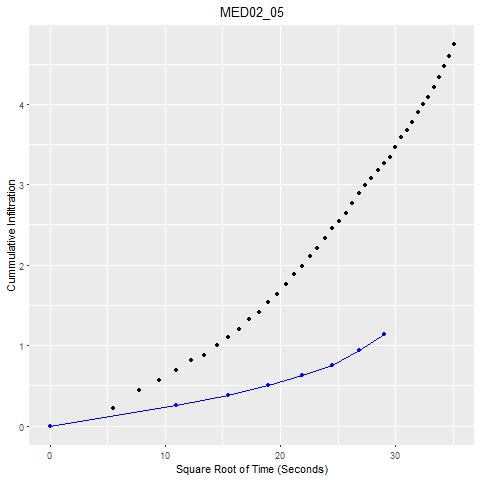 MED02_05
Cummulative Infiltration
4
3
2
1
0
0 10 20 30
Square Root of Time (Seconds)